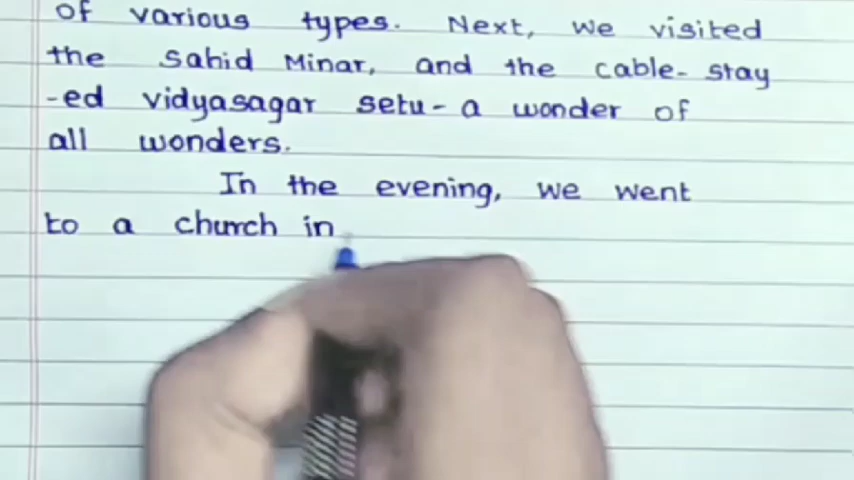 of various types. Next, we visited
the Sahid Minar, and the cable-stay
-ed vidyasagar setu- a wonder of
all wonders.
In the evening, we went
to a church in